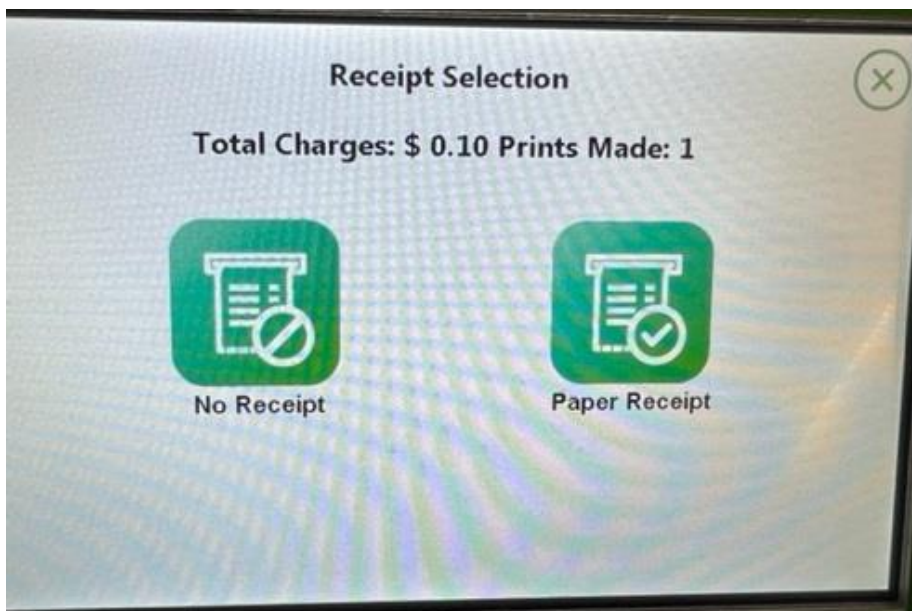 Receipt Selection
Total Charges: $ 0.10 Prints Made: 1
No Receipt
Paper Receipt